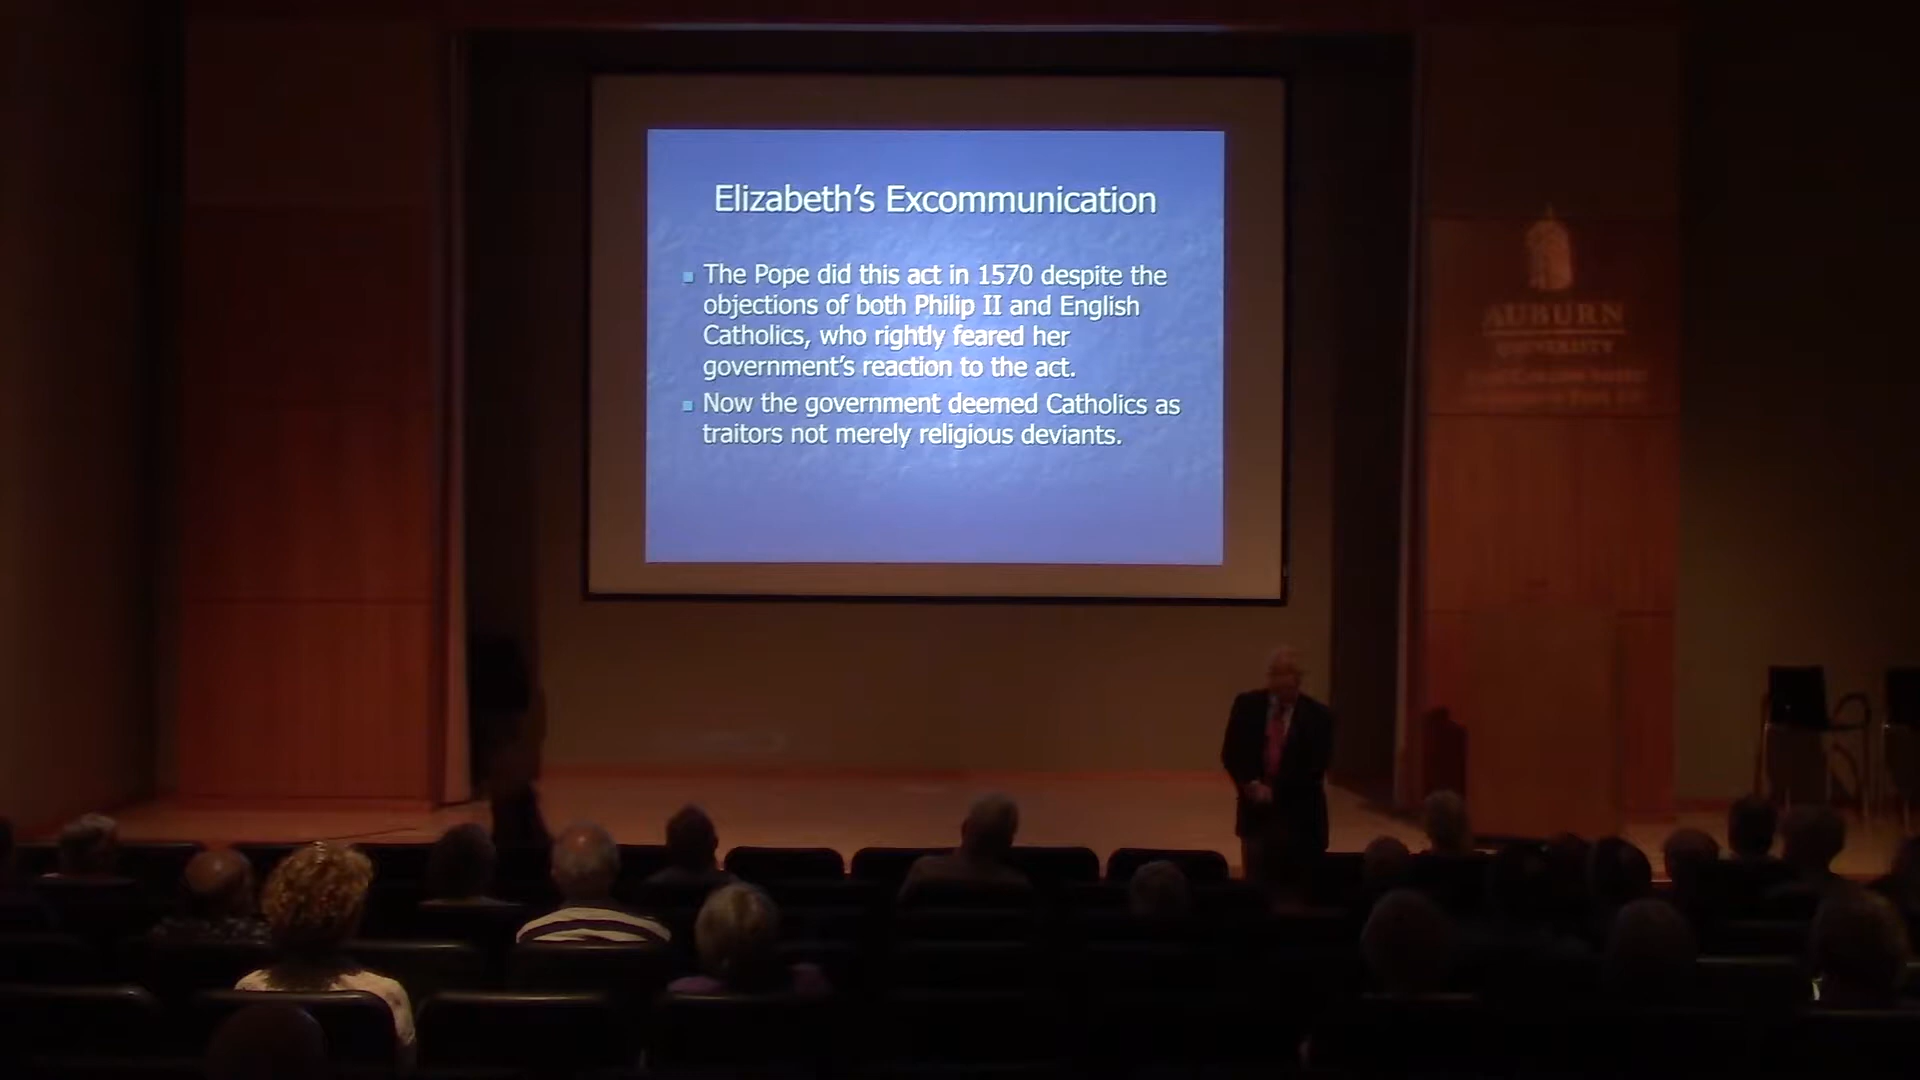 Elizabeth's Excommunication
The Pope did this act in 1570 despite the
objections of both Philip II and English
Catholics, who rightly feared her
government's reaction to the act.
Now the government deemed Catholics as
traitors not merely religious deviants.
AUBURN
UNIVERSITY